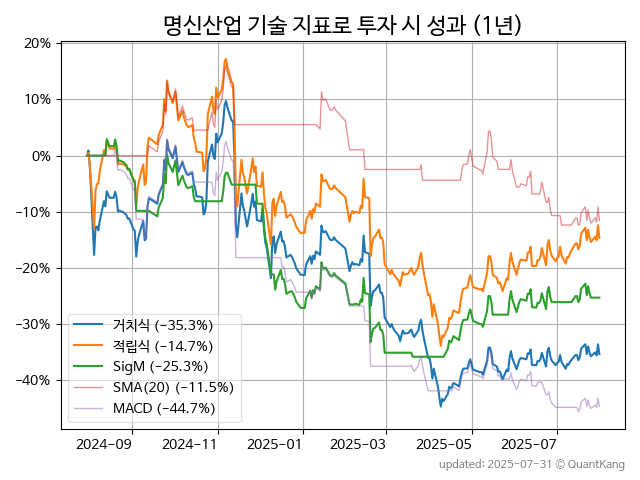 명신산업 기술 지표로 투자 시 성과 (1년)
20%
10%
0%
−10%
−20%
−30%
−40%
거치식 (−35.3%)
적립식 (−14.7%)
SigM (−25.3%)
SMA(20) (−11.5%)
MACD (−44.7%)
2024−09 2024−11 2025−01 2025−03 2025−05 2025−07
updated: 2025-07-31 © QuantKang